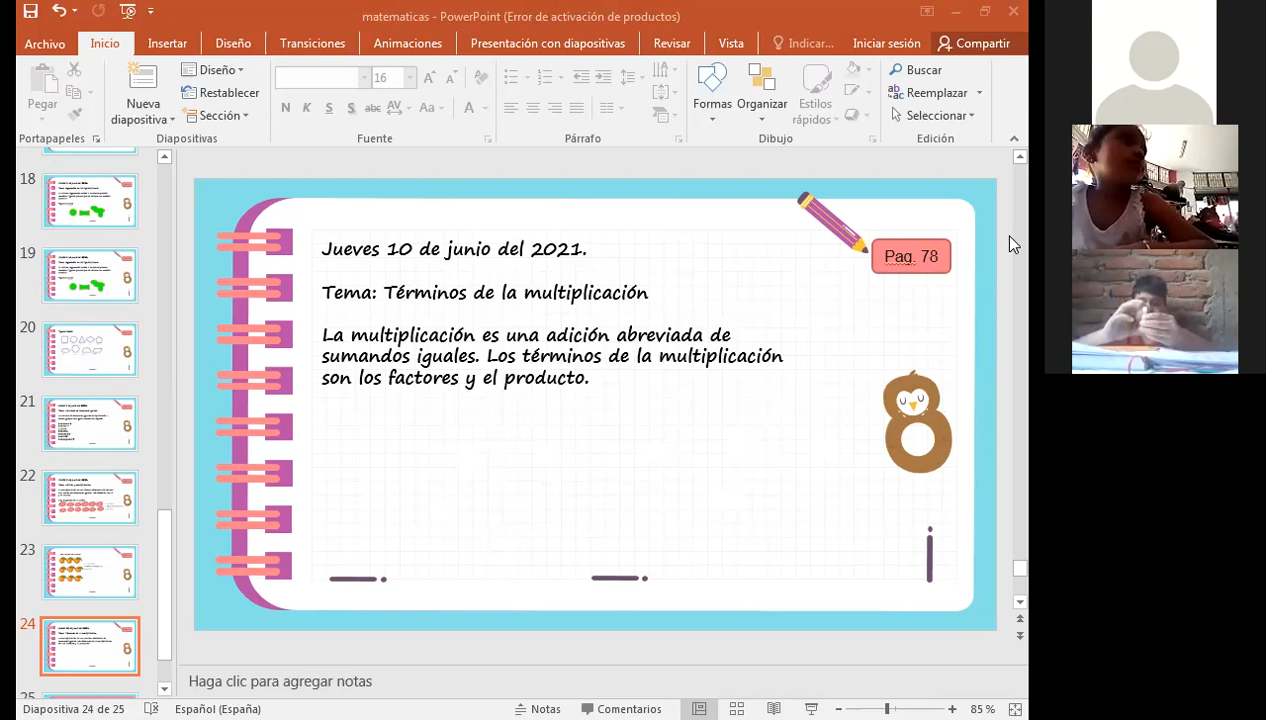 matematicas - PowerPoint (Error de activación de productos)
Archivo Inicio Insertar Diseño Transiciones Animaciones Presentación con diapositivas Revisar Vista Indicar... Iniciar sesión Compartir
Pegar
Nueva diapositiva
Diseño
Restablecer
Sección
16
N K S S abc AV Aa A
Formas
Organizar
Estilos rápidos
Buscar
Reemplazar
Seleccionar
Portapapeles Diapositivas Fuente Párrafo Dibujo Edición
18
19
20
21
22
23
24
25
Jueves 10 de junio del 2021.
Pag. 78
Tema: Términos de la multiplicación
La multiplicación es una adición abreviada de
sumandos iguales. Los términos de la multiplicación
son los factores y el producto.
8
Haga clic para agregar notas
Diapositiva 24 de 25 Español (España) Notas Comentarios 85 %